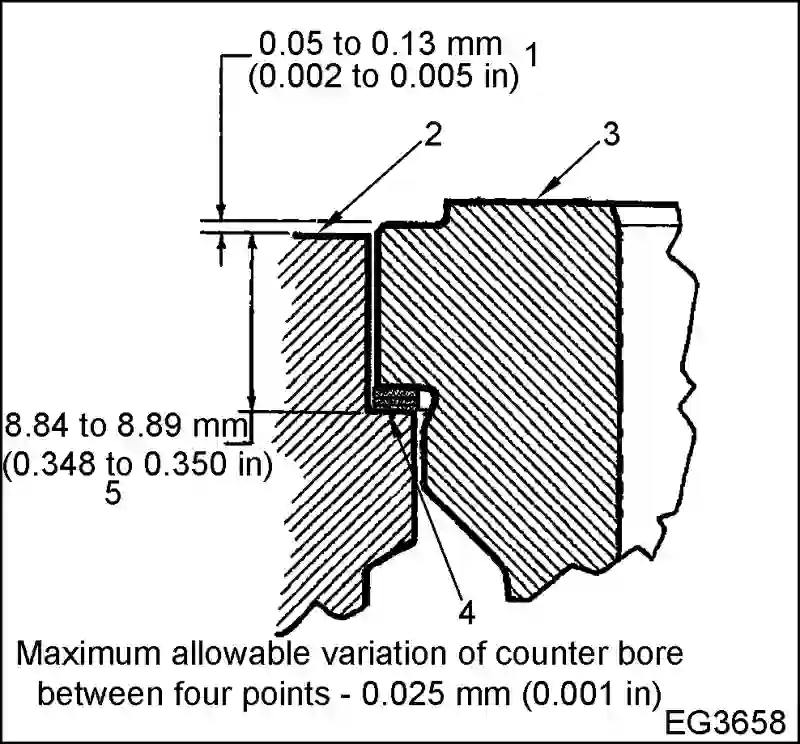 0.05 to 0.13 mm
(0.002 to 0.005 in)
1
2
3
8.84 to 8.89 mm
(0.348 to 0.350 in)
5
4
Maximum allowable variation of counter bore
between four points - 0.025 mm (0.001 in)
EG3658